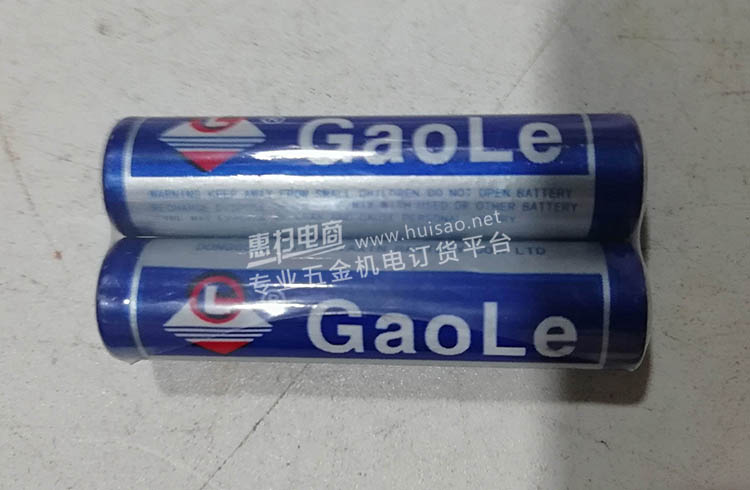 GaoLe
WARNING KEEP AWAY FROM SMALL CHILDREN DO NOT OPEN BATTERY
MIX WITH USED OR OTHER BATTERY
惠扫电商 www.huisao.net
专业五金机电订货平台
LTD
L
GaoLe